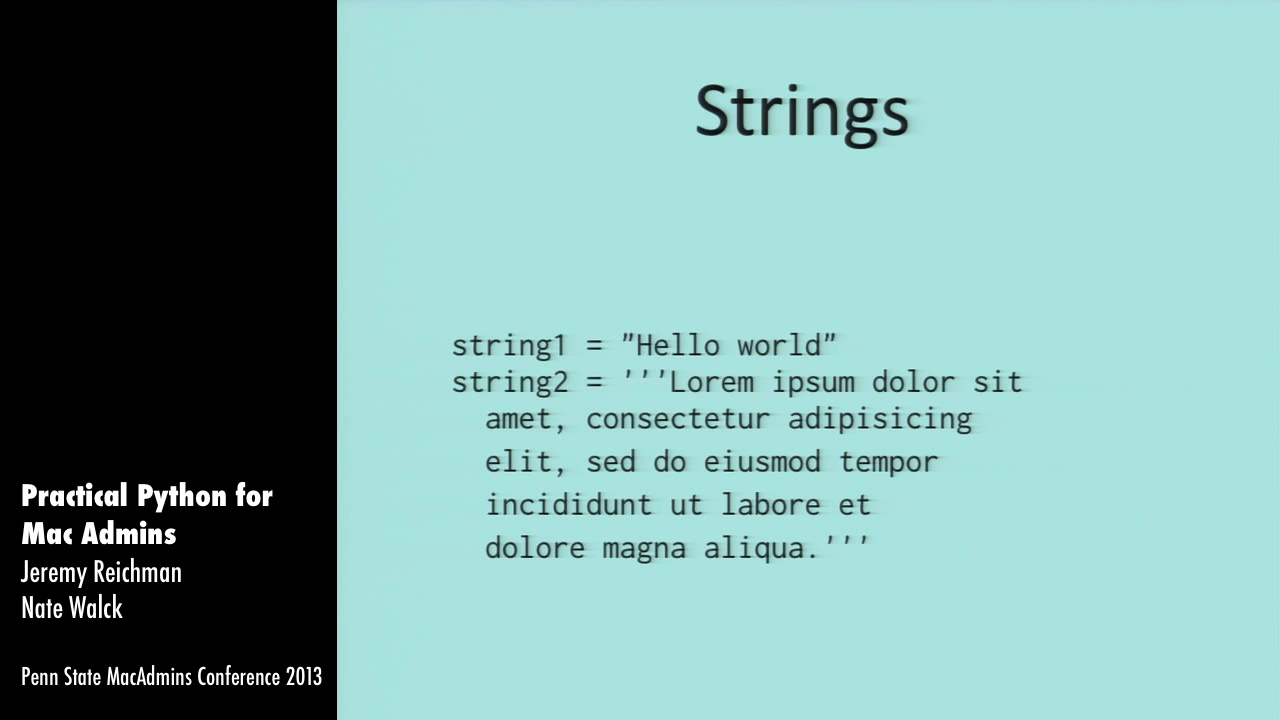 Strings
string1 = "Hello world"
string2 = '''Lorem ipsum dolor sit
amet, consectetur adipisicing
elit, sed do eiusmod tempor
incididunt ut labore et
dolore magna aliqua.'''
Practical Python for
Mac Admins
Jeremy Reichman
Nate Walck
Penn State MacAdmins Conference 2013